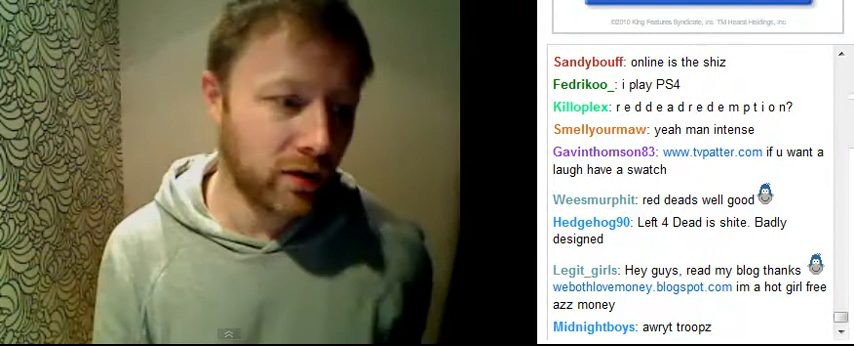 ©2010 King Features Syndicate, Inc. TM Hearst Holdings, Inc.
Sandybouff: online is the shiz
Fedrikoo_: i play PS4
Killoplex: r e d d e a d r e d e m p t i o n?
Smellyourmaw: yeah man intense
Gavinthomson83: www.tvpatter.com if u want a
laugh have a swatch
Weesmurphit: red deads well good
Hedgehog90: Left 4 Dead is shite. Badly
designed
Legit_girls: Hey guys, read my blog thanks
webothlovemoney.blogspot.com im a hot girl free
azz money
Midnightboys: awryt troopz